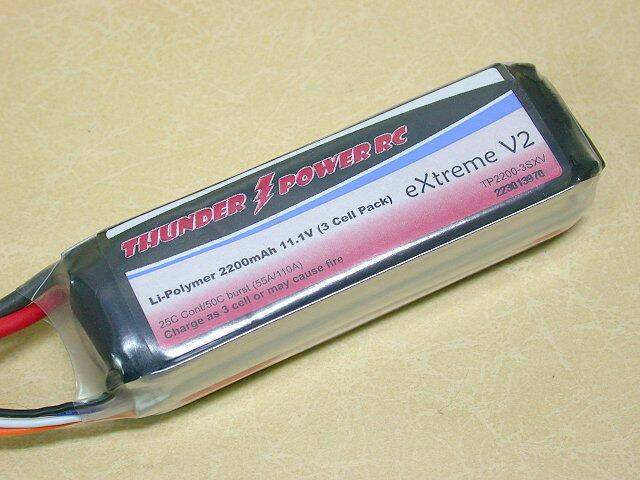 THUNDER POWER RC
eXtreme V2
Li-Polymer 2200mAh 11.1V (3 Cell Pack)
TP2200-3SXV
223013970
25C Cont/50C burst (55A/110A)
Charge as 3 cell or may cause fire